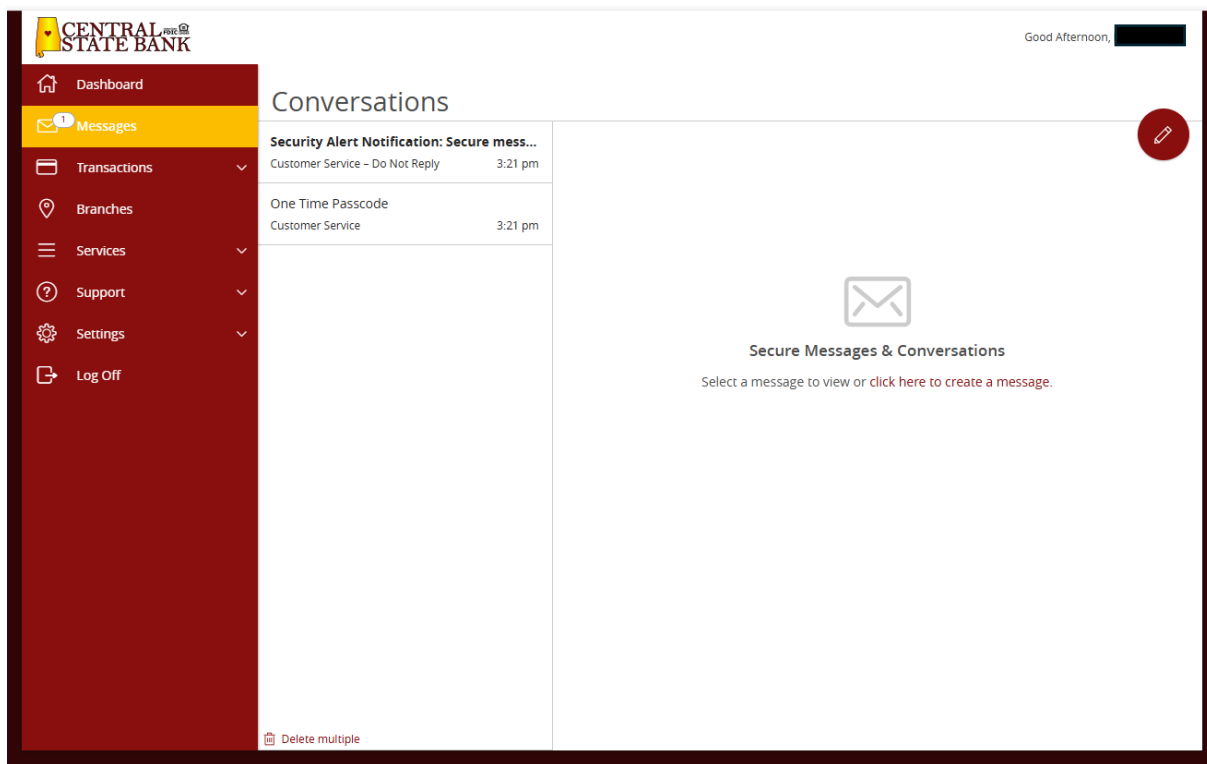 CENTRAL
STATE BANK
FDIC
Good Afternoon,
Dashboard
1
Messages
Transactions
Branches
Services
Support
Settings
Log Off
Conversations
Security Alert Notification: Secure mess...
Customer Service – Do Not Reply 3:21 pm
One Time Passcode
Customer Service 3:21 pm
Delete multiple
Secure Messages & Conversations
Select a message to view or click here to create a message.